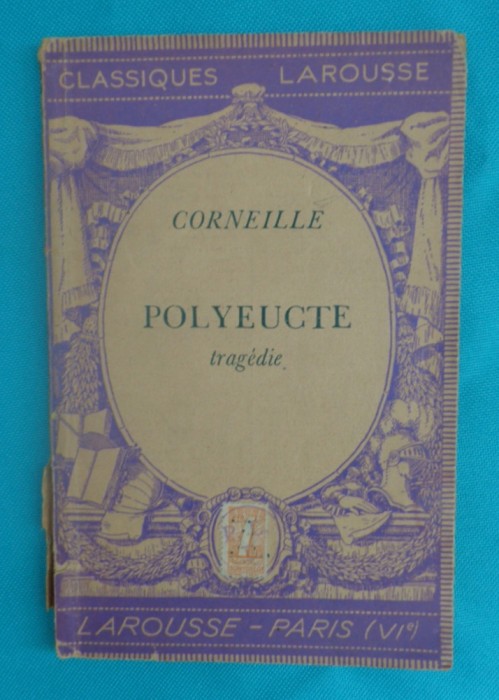 CLASSIQUES LAROUSSE
CORNEILLE
POLYEUCTE
tragédie
LAROUSSE – PARIS (VIe)